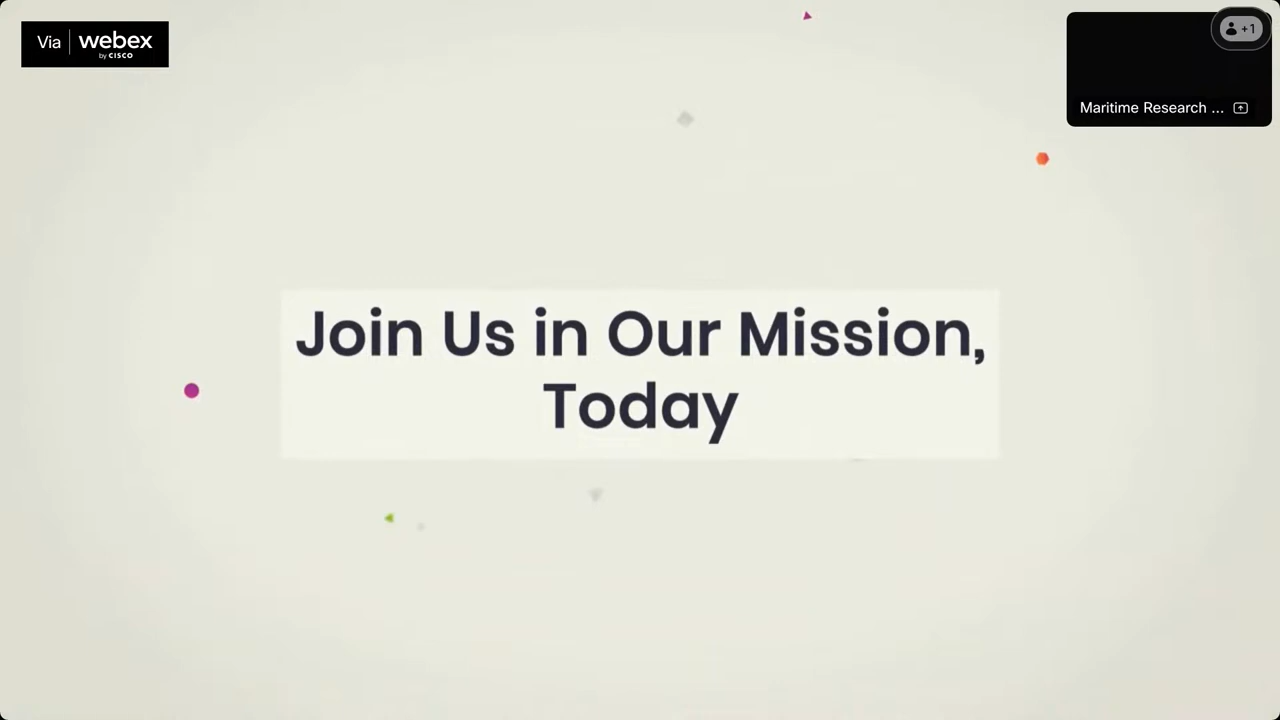 Via webex
by CISCO
+1
Maritime Research ...
Join Us in Our Mission,
Today